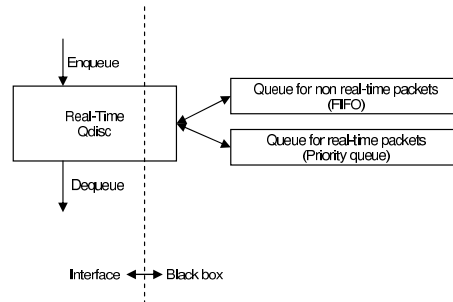 Enqueue
Real-Time
Qdisc
Dequeue
Queue for non real-time packets
(FIFO)
Queue for real-time packets
(Priority queue)
Interface
Black box